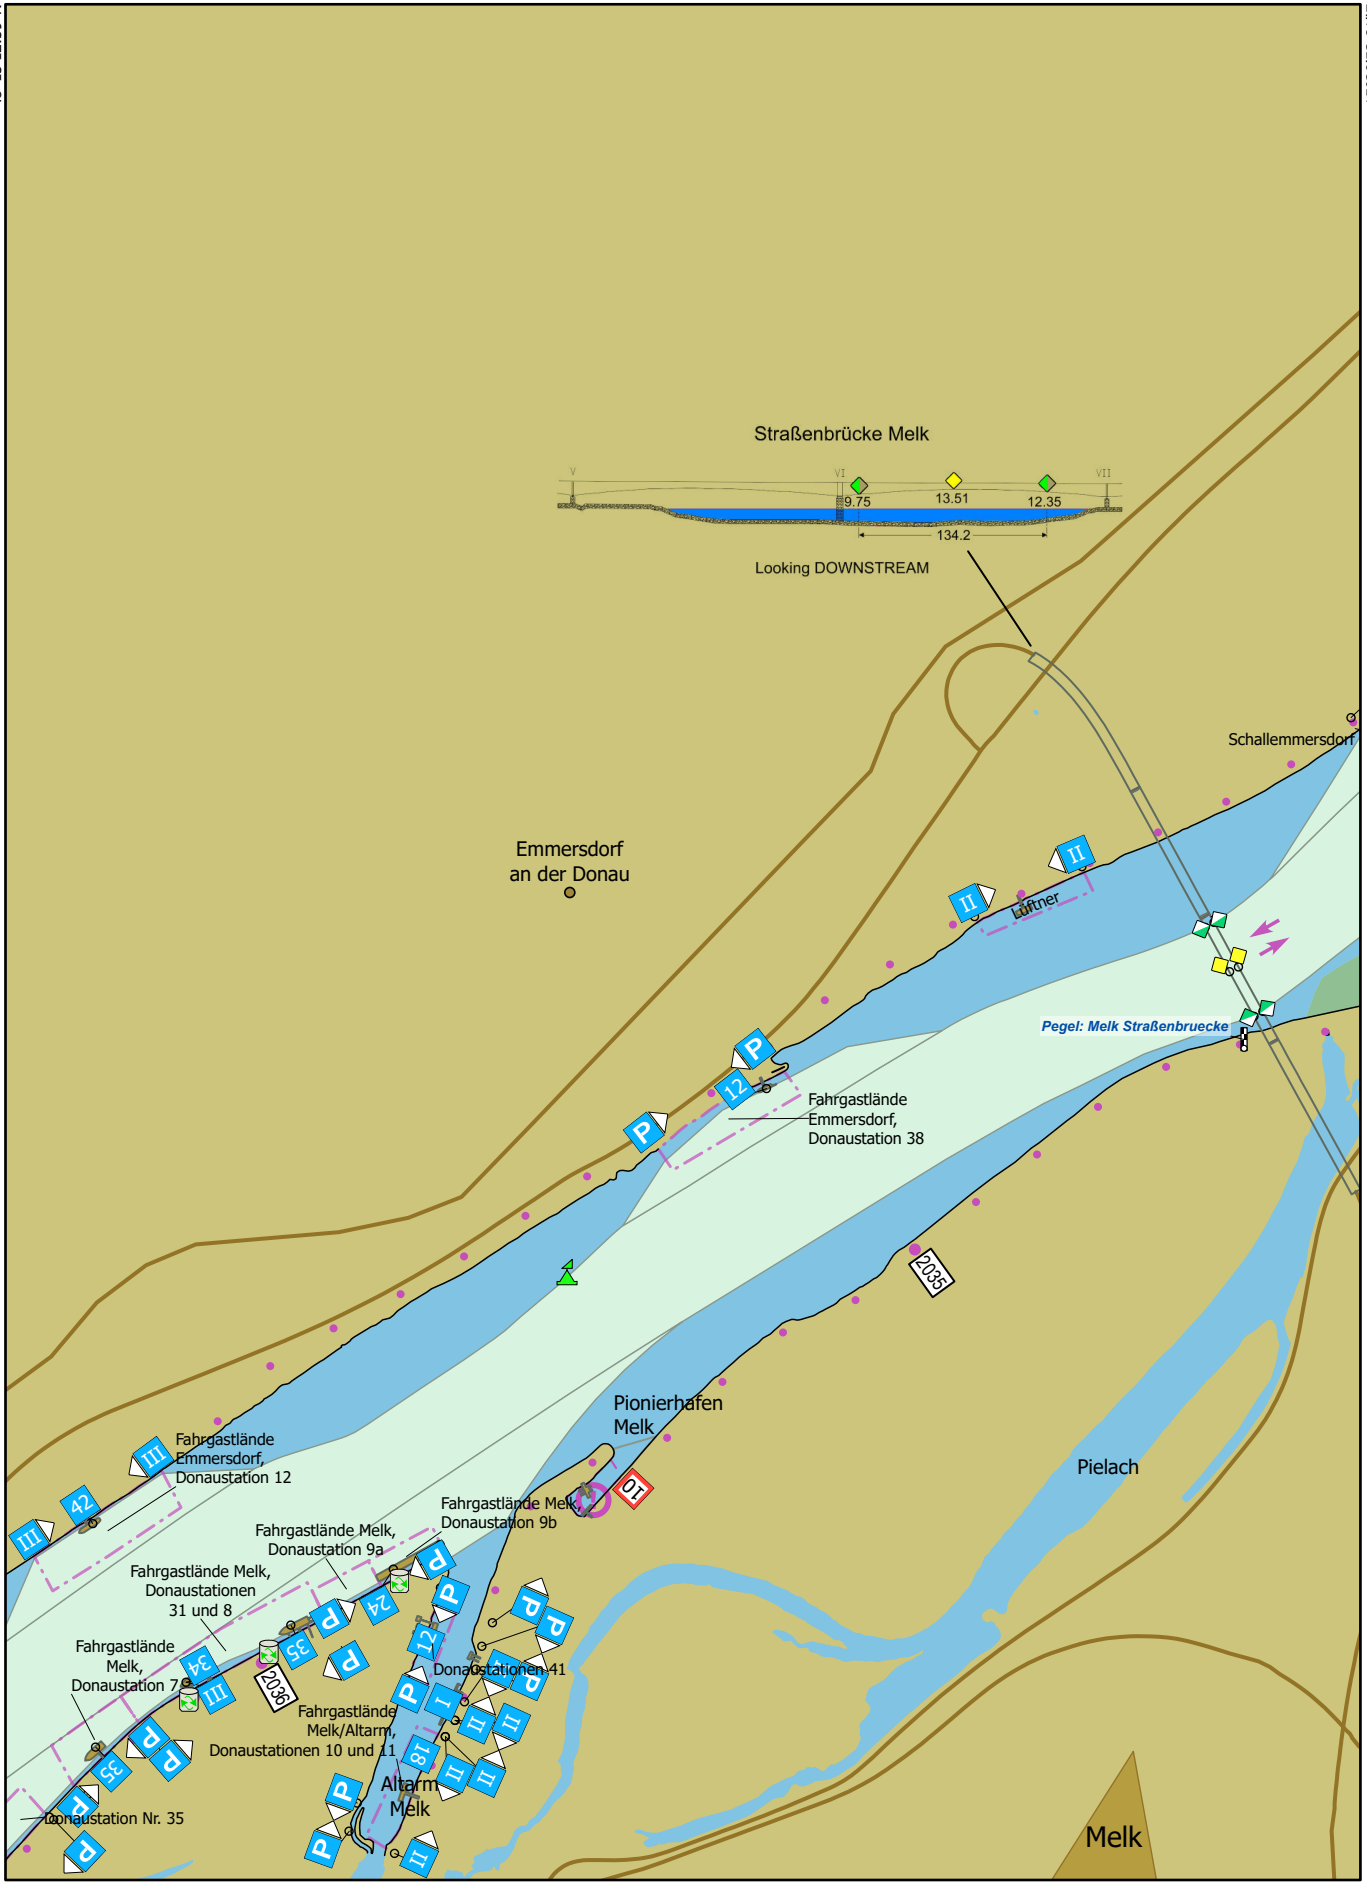 Straßenbrücke Melk
V
VI
VII
9.75
13.51
12.35
134.2
Looking DOWNSTREAM
Schallemmersdorf
Emmersdorf
an der Donau
II
II
Lüftner
Pegel: Melk Straßenbruecke
P
12
P
Fahrgastlände
Emmersdorf,
Donaustation 38
2035
Pionierhafen
Melk
10
Pielach
III
42
III
Fahrgastlände
Emmersdorf,
Donaustation 12
Fahrgastlände Melk,
Donaustation 9b
Fahrgastlände Melk,
Donaustation 9a
Fahrgastlände Melk,
Donaustationen
31 und 8
Fahrgastlände
Melk,
Donaustation 7
P
24
P
35
P
34
III
2036
P
P
35
P
P
Donaustation Nr. 35
P
12
P
P
P
P
Donaustationen 41
I
II
II
18
II
II
Fahrgastlände
Melk/Altarm,
Donaustationen 10 und 11
Altarm
Melk
P
P
II
Melk